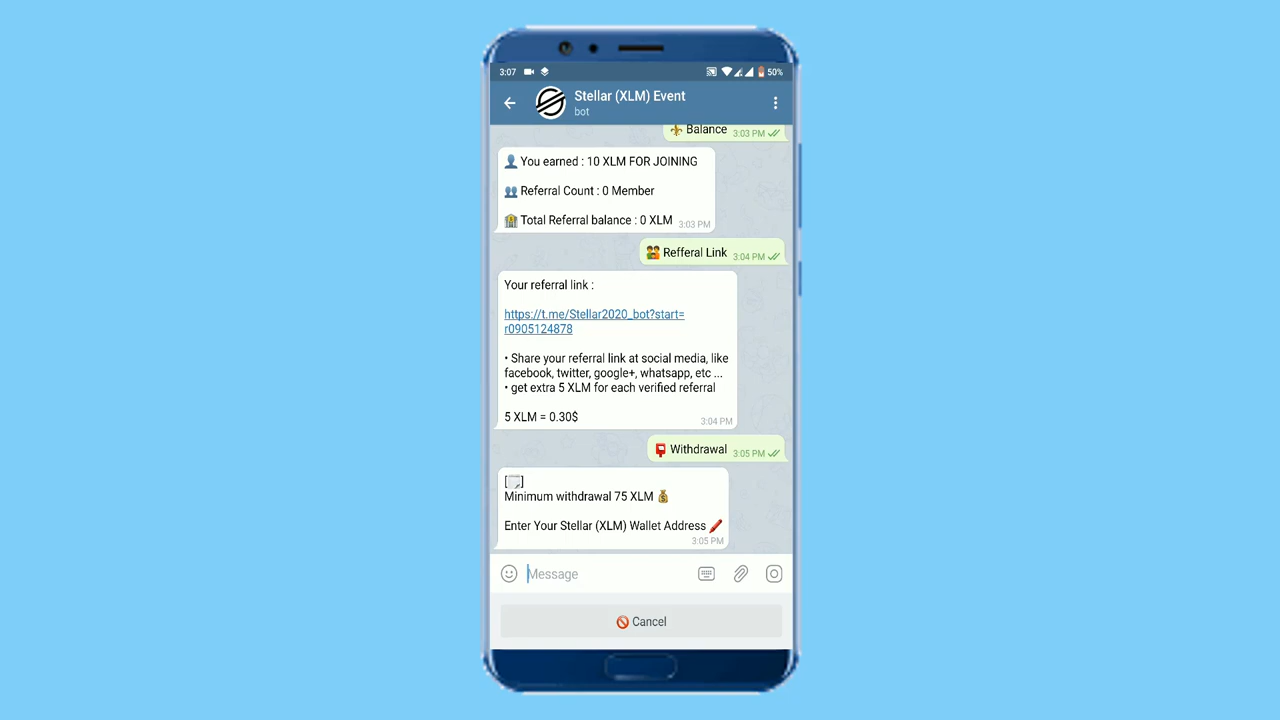 3:07
50%
Stellar (XLM) Event
bot
Balance 3:03 PM
You earned : 10 XLM FOR JOINING
Referral Count : 0 Member
Total Referral balance : 0 XLM 3:03 PM
Refferal Link 3:04 PM
Your referral link :
https://t.me/Stellar2020_bot?start=
r0905124878
• Share your referral link at social media, like
facebook, twitter, google+, whatsapp, etc ...
• get extra 5 XLM for each verified referral
5 XLM = 0.30$
3:04 PM
Withdrawal 3:05 PM
Minimum withdrawal 75 XLM
Enter Your Stellar (XLM) Wallet Address
3:05 PM
Message
Cancel